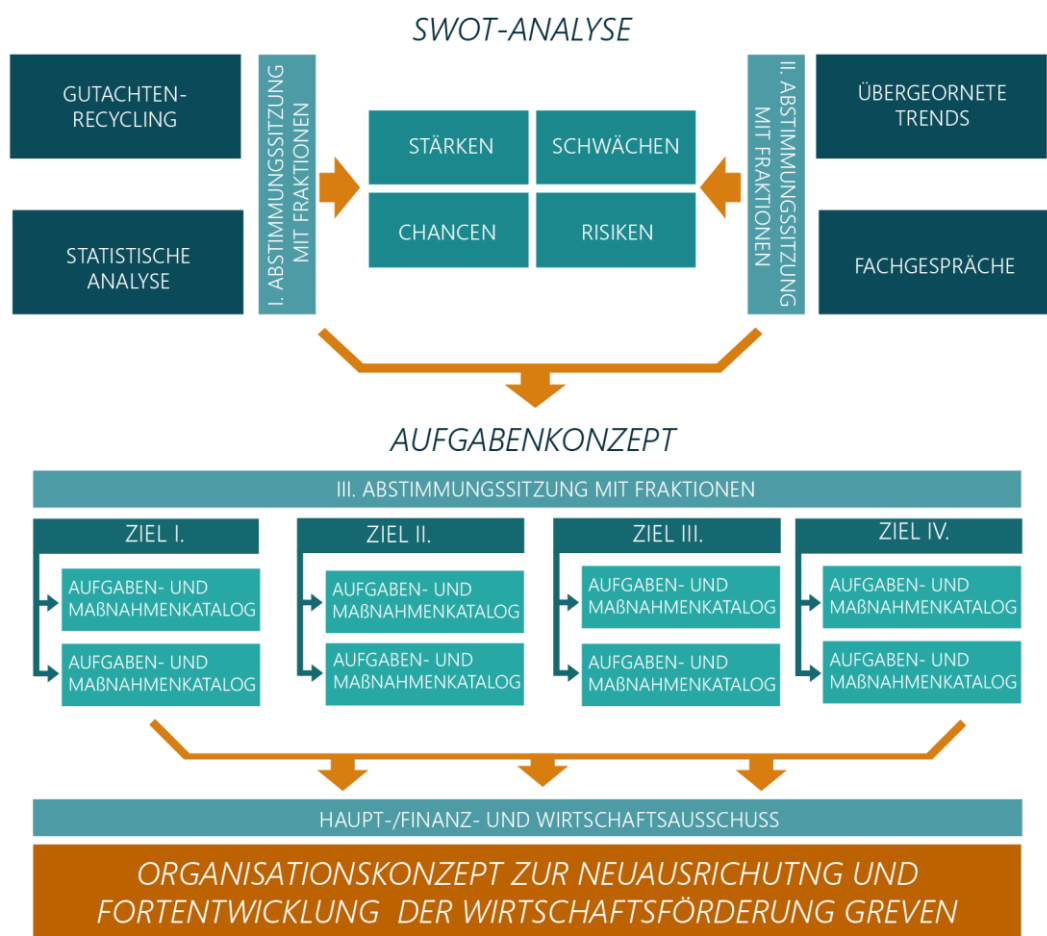 SWOT-ANALYSE
GUTACHTEN-
RECYCLING
STATISTISCHE
ANALYSE
I. ABSTIMMUNGSSITZUNG
MIT FRAKTIONEN
STÄRKEN
SCHWÄCHEN
CHANCEN
RISIKEN
II. ABSTIMMUNGSSITZUNG
MIT FRAKTIONEN
ÜBERGEORNETE
TRENDS
FACHGESPRÄCHE
AUFGABENKONZEPT
III. ABSTIMMUNGSSITZUNG MIT FRAKTIONEN
ZIEL I.
AUFGABEN- UND
MAßNAHMENKATALOG
AUFGABEN- UND
MAßNAHMENKATALOG
ZIEL II.
AUFGABEN- UND
MAßNAHMENKATALOG
AUFGABEN- UND
MAßNAHMENKATALOG
ZIEL III.
AUFGABEN- UND
MAßNAHMENKATALOG
AUFGABEN- UND
MAßNAHMENKATALOG
ZIEL IV.
AUFGABEN- UND
MAßNAHMENKATALOG
AUFGABEN- UND
MAßNAHMENKATALOG
HAUPT-/FINANZ- UND WIRTSCHAFTSAUSSCHUSS
ORGANISATIONSKONZEPT ZUR NEUAUSRICHUTNG UND
FORTENTWICKLUNG DER WIRTSCHAFTSFÖRDERUNG GREVEN